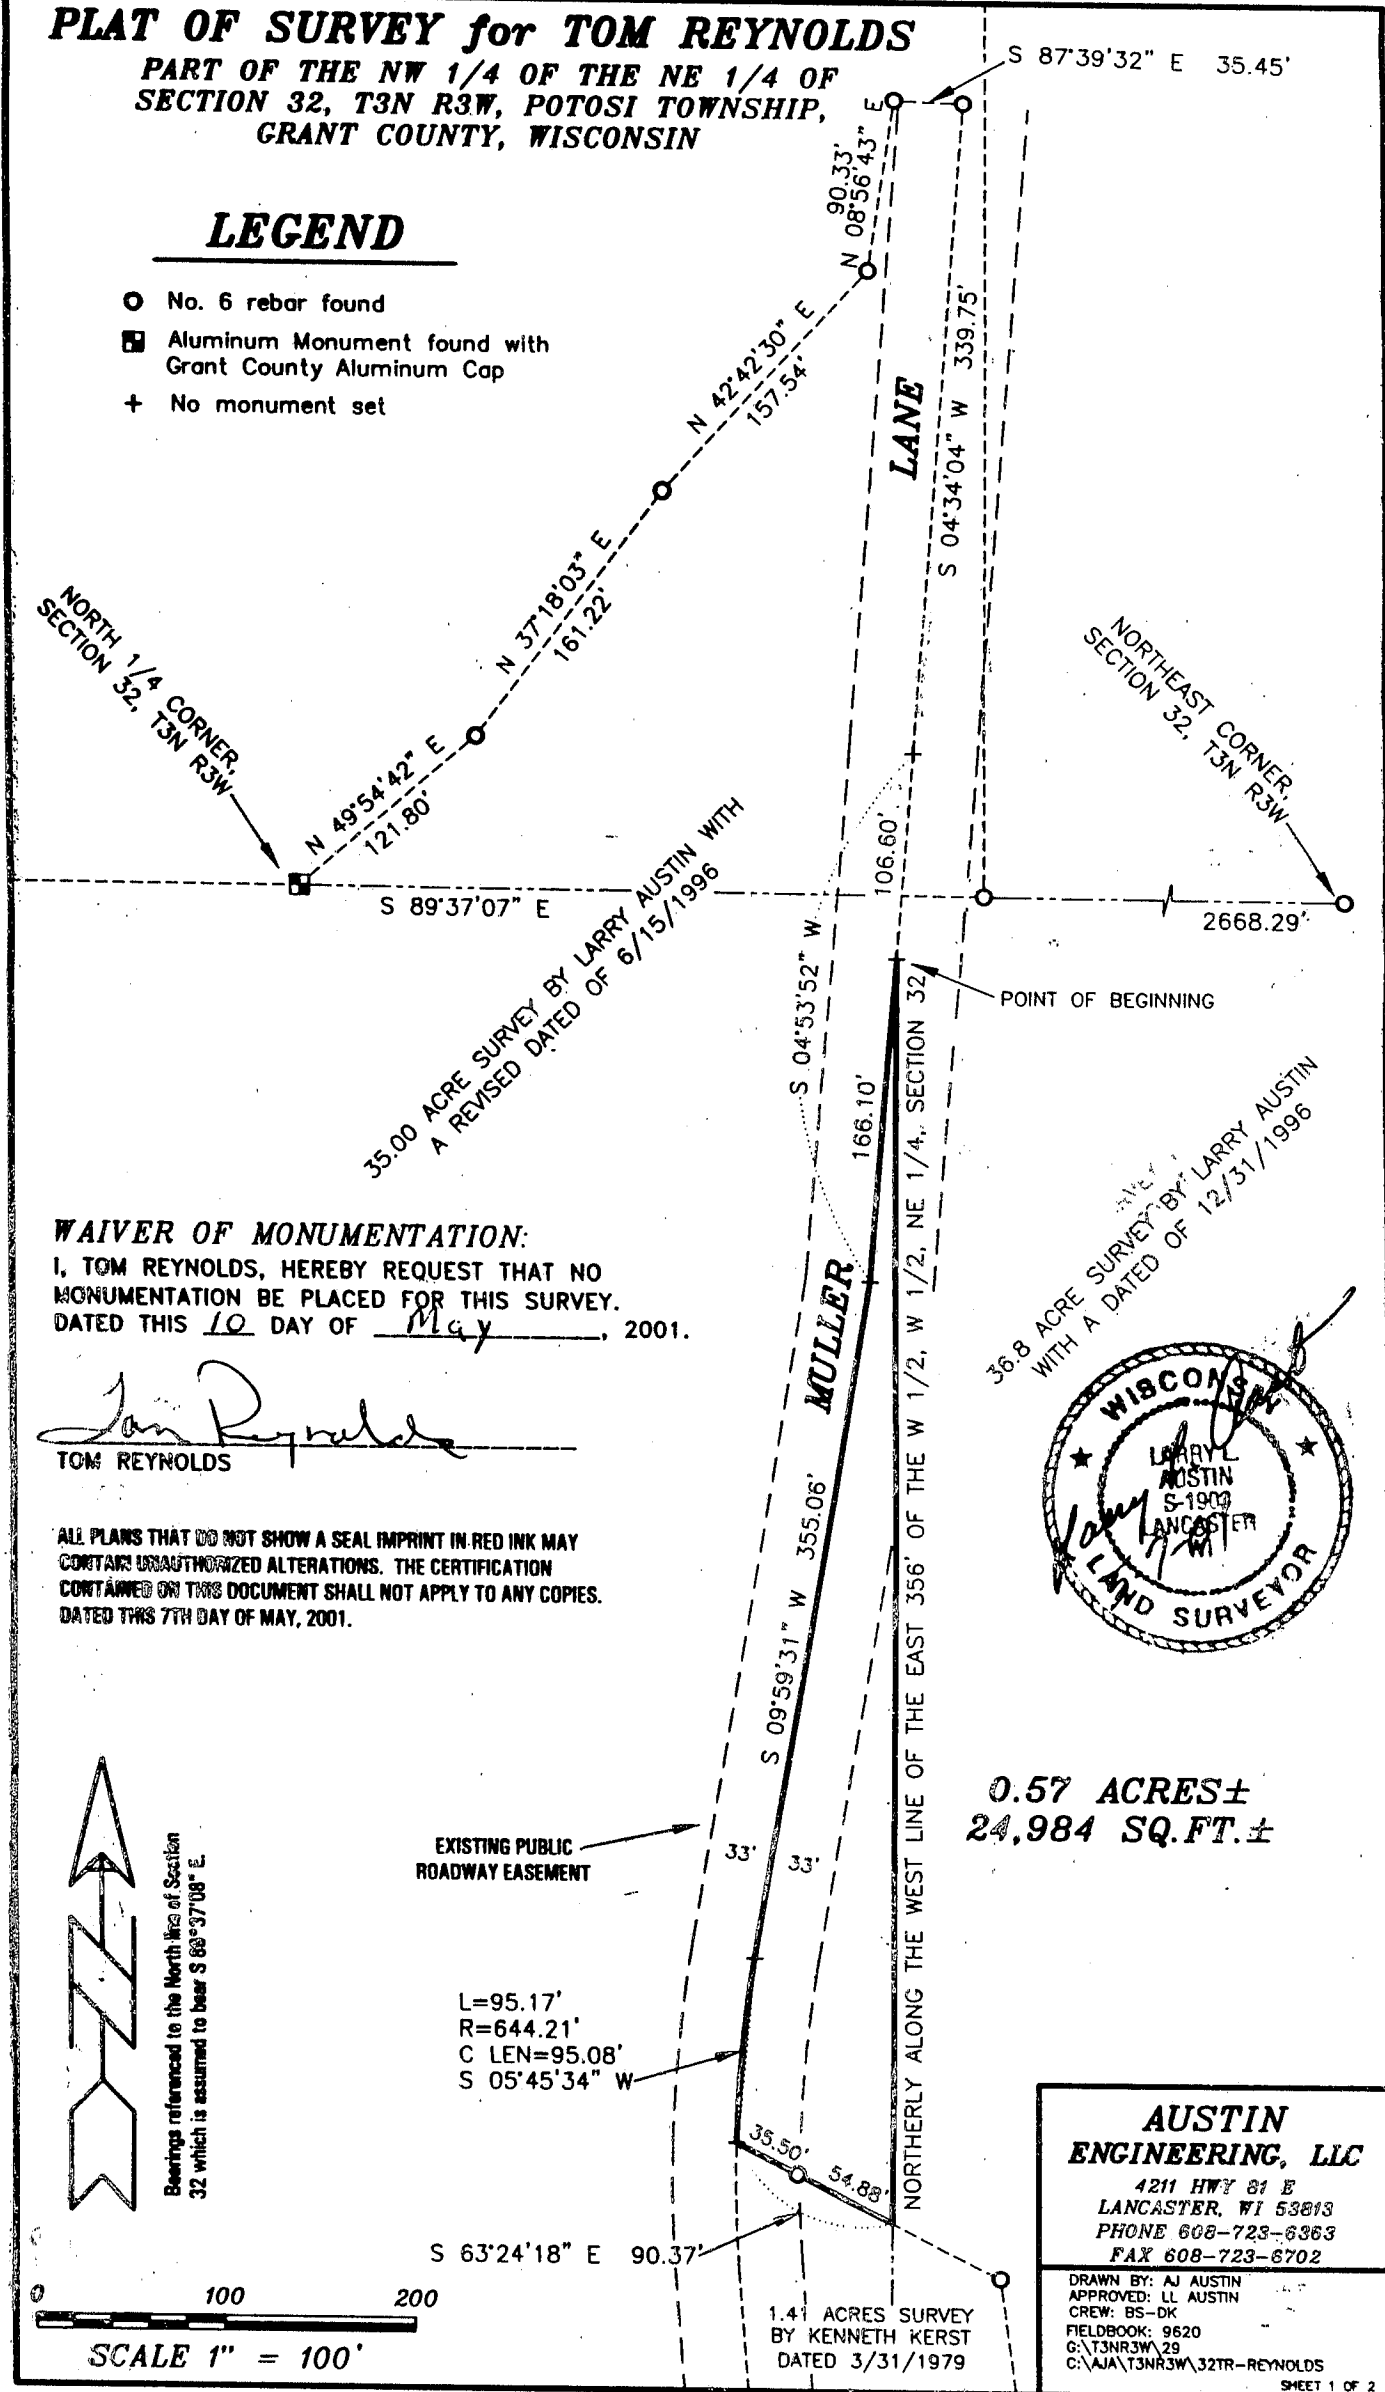 PLAT OF SURVEY for TOM REYNOLDS
PART OF THE NW 1/4 OF THE NE 1/4 OF
SECTION 32, T3N R3W, POTOSI TOWNSHIP,
GRANT COUNTY, WISCONSIN
S 87°39'32" E 35.45'
N 08°56'43" E
90.33'
LEGEND
No. 6 rebar found
Aluminum Monument found with
Grant County Aluminum Cap
+ No monument set
N 42°42'30" E
157.54'
LANE
S 04°34'04" W 339.75'
N 37°18'03" E
161.22'
NORTH 1/4 CORNER,
SECTION 32, T3N R3W
NORTHEAST CORNER,
SECTION 32, T3N R3W
N 49°54'42" E
121.80'
106.60'
S 89°37'07" E
2668.29'
35.00 ACRE SURVEY BY LARRY AUSTIN WITH
A REVISED DATED OF 6/15/1996
S 04°53'52" W
POINT OF BEGINNING
166.10'
36.8 ACRE SURVEY BY LARRY AUSTIN
WITH A DATED OF 12/31/1996
WAIVER OF MONUMENTATION:
I, TOM REYNOLDS, HEREBY REQUEST THAT NO
MONUMENTATION BE PLACED FOR THIS SURVEY.
DATED THIS 10 DAY OF May, 2001.
Tom Reynolds
TOM REYNOLDS
MULLER
WISCONSIN
LARRY L.
AUSTIN
LANCASTER
LAND SURVEYOR
ALL PLANS THAT DO NOT SHOW A SEAL IMPRINT IN RED INK MAY
CONTAIN UNAUTHORIZED ALTERATIONS. THE CERTIFICATION
CONTAINED ON THIS DOCUMENT SHALL NOT APPLY TO ANY COPIES.
DATED THIS 7TH DAY OF MAY, 2001.
S 09°59'31" W 355.06'
NORTHERLY ALONG THE WEST LINE OF THE EAST 356' OF THE W 1/2, W 1/2, NE 1/4, SECTION 32
0.57 ACRES±
24,984 SQ.FT.±
EXISTING PUBLIC
ROADWAY EASEMENT
33' 33'
Bearings referenced to the North line of Section
32 which is assumed to bear S 89°37'08" E.
L=95.17'
R=644.21'
C LEN=95.08'
S 05°45'34" W
35.50'
54.88'
S 63°24'18" E 90.37'
0 100 200
SCALE 1" = 100'
1.41 ACRES SURVEY
BY KENNETH KERST
DATED 3/31/1979
AUSTIN
ENGINEERING, LLC
4211 HWY 81 E
LANCASTER, WI 53813
PHONE 608-723-6363
FAX 608-723-6702
DRAWN BY: AJ AUSTIN
APPROVED: LL AUSTIN
CREW: BS-DK
FIELDBOOK: 9620
G:\T3NR3W\29
C:\AJA\T3NR3W\32TR-REYNOLDS
SHEET 1 OF 2